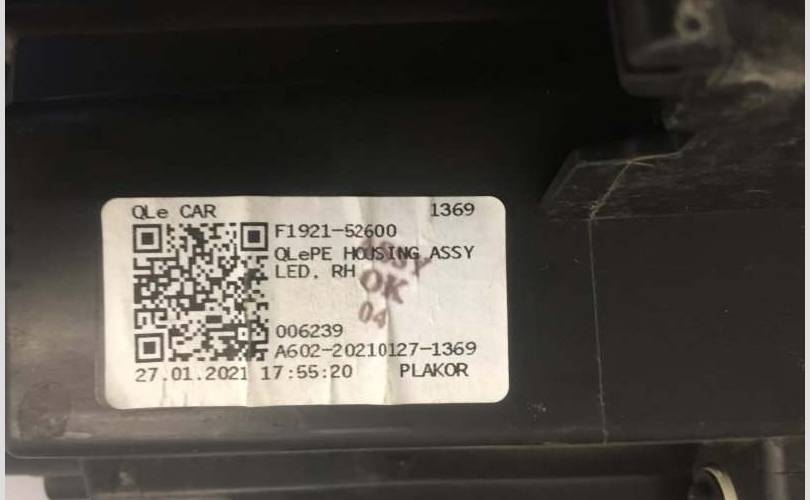 QLe CAR 1369
F1921-52600
QLePE HOUSING ASSY
LED, RH
OK
04
006239
A602-20210127-1369
27.01.2021 17:55:20 PLAKOR